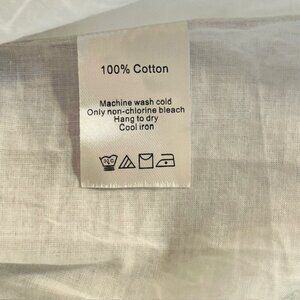 100% Cotton
Machine wash cold
Only non-chlorine bleach
Hang to dry
Cool iron